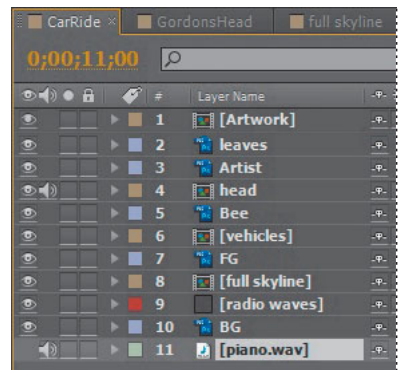 CarRide × GordonsHead full skyline
0;00;11;00
# Layer Name
1 [Artwork]
2 leaves
3 Artist
4 head
5 Bee
6 [vehicles]
7 FG
8 [full skyline]
9 [radio waves]
10 BG
11 [piano.wav]